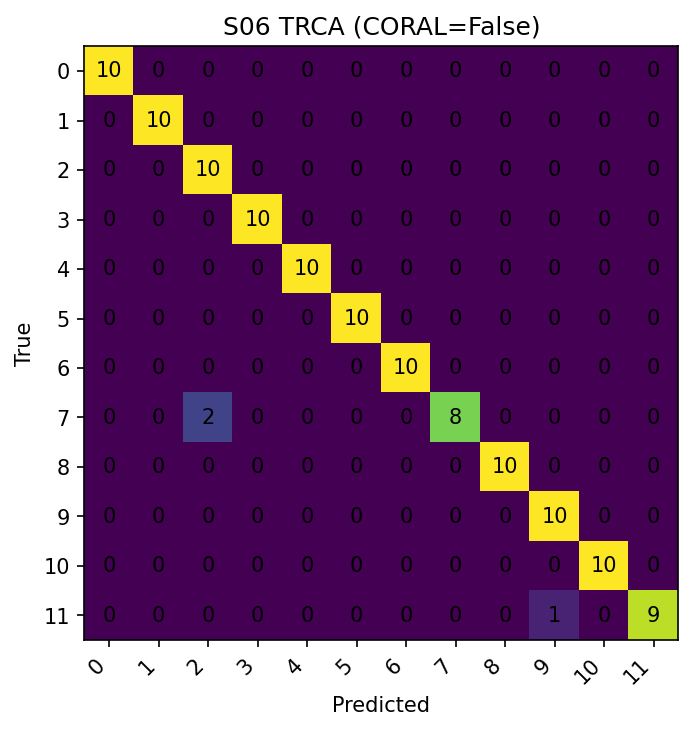 S06 TRCA (CORAL=False)
0 10 0 0 0 0 0 0 0 0 0 0 0
1 0 10 0 0 0 0 0 0 0 0 0 0
2 0 0 10 0 0 0 0 0 0 0 0 0
3 0 0 0 10 0 0 0 0 0 0 0 0
4 0 0 0 0 10 0 0 0 0 0 0 0
5 0 0 0 0 0 10 0 0 0 0 0 0
6 0 0 0 0 0 0 10 0 0 0 0 0
7 0 0 2 0 0 0 0 8 0 0 0 0
8 0 0 0 0 0 0 0 0 10 0 0 0
9 0 0 0 0 0 0 0 0 0 10 0 0
10 0 0 0 0 0 0 0 0 0 0 10 0
11 0 0 0 0 0 0 0 0 0 1 0 9
True
0 1 2 3 4 5 6 7 8 9 10 11
Predicted